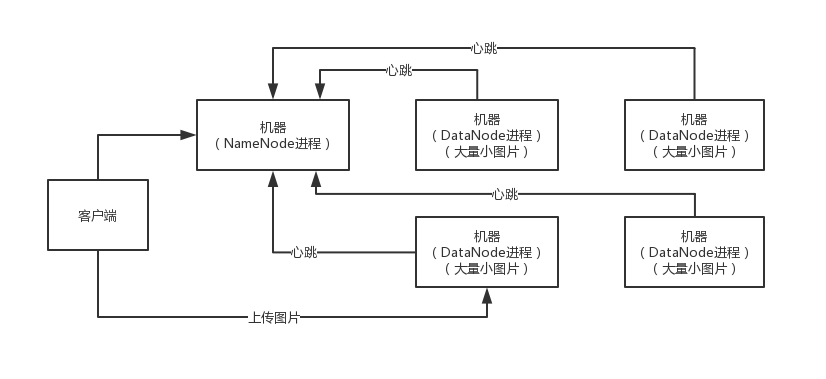 心跳
心跳
机器
（NameNode进程）
机器
（DataNode进程）
（大量小图片）
机器
（DataNode进程）
（大量小图片）
客户端
心跳
机器
（DataNode进程）
（大量小图片）
机器
（DataNode进程）
（大量小图片）
心跳
上传图片